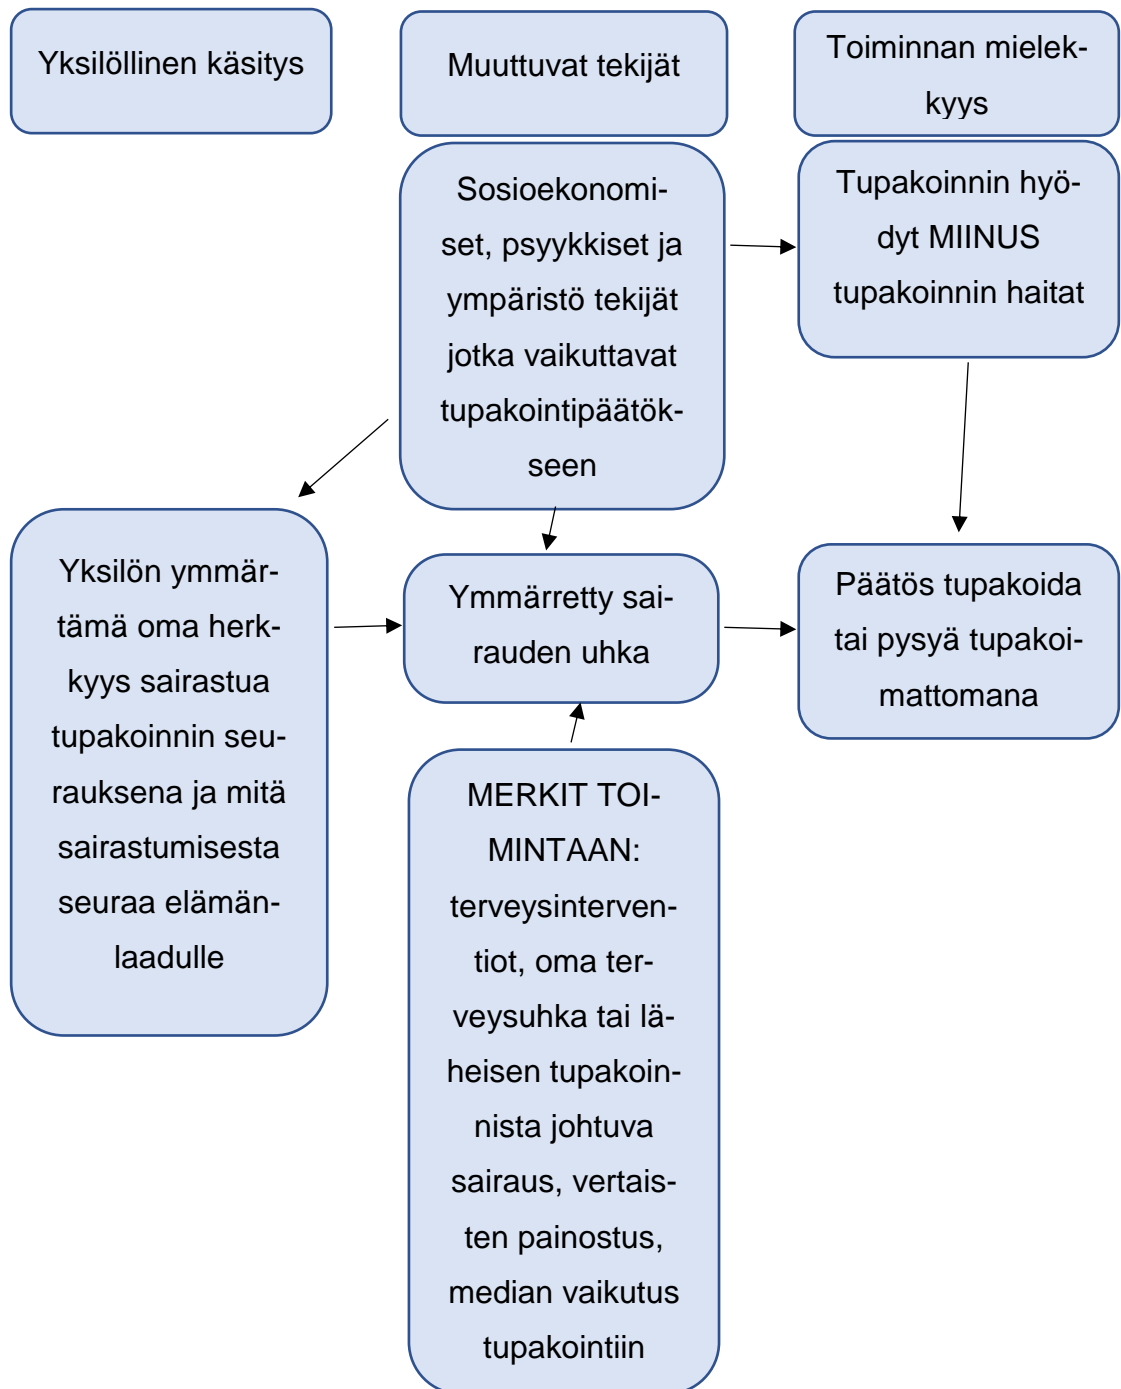 Yksilöllinen käsitys
Muuttuvat tekijät
Toiminnan mielek-
kyys
Sosioekonomi-
set, psyykkiset ja
ympäristö tekijät
jotka vaikuttavat
tupakointipäätök-
seen
Tupakoinnin hyö-
dyt MIINUS
tupakoinnin haitat
Yksilön ymmär-
tämä oma herk-
kyys sairastua
tupakoinnin seu-
rauksena ja mitä
sairastumisesta
seuraa elämän-
laadulle
Ymmärretty sai-
rauden uhka
Päätös tupakoida
tai pysyä tupakoi-
mattomana
MERKIT TOI-
MINTAAN:
terveysinterven-
tiot, oma ter-
veysuhka tai lä-
heisen tupakoin-
nista johtuva
sairaus, vertais-
ten painostus,
median vaikutus
tupakointiin